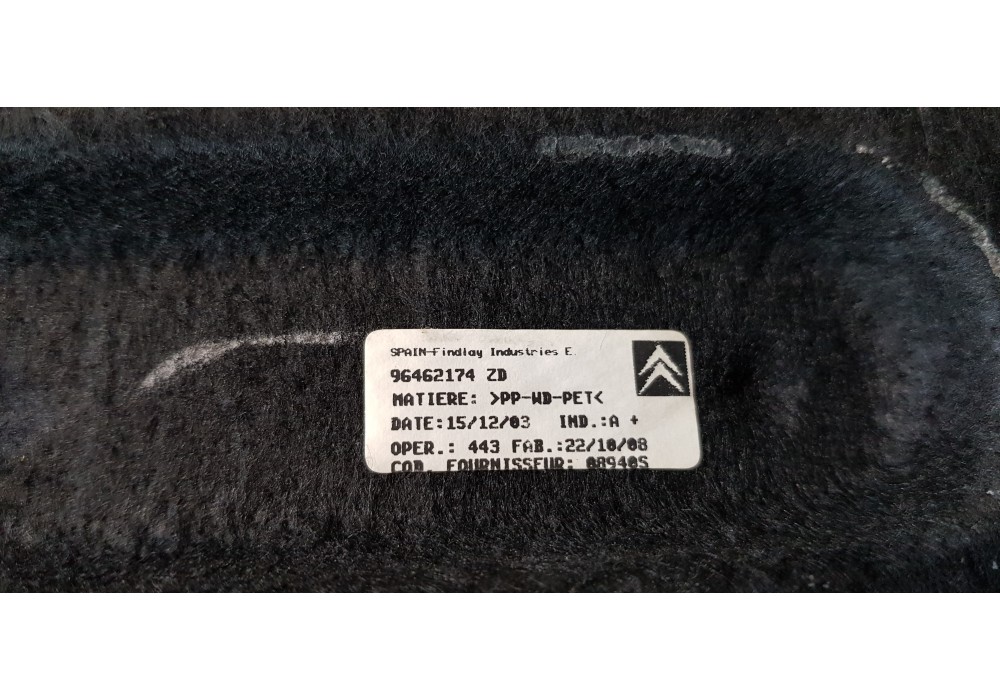 SPAIN-Findlay Industries E.
96462174 ZD
MATIERE: >PP-WD-PET<
DATE:15/12/03 IND.:A +
OPER.: 443 FAB.:22/10/08
COD. FOURNISSEUR: 08940S